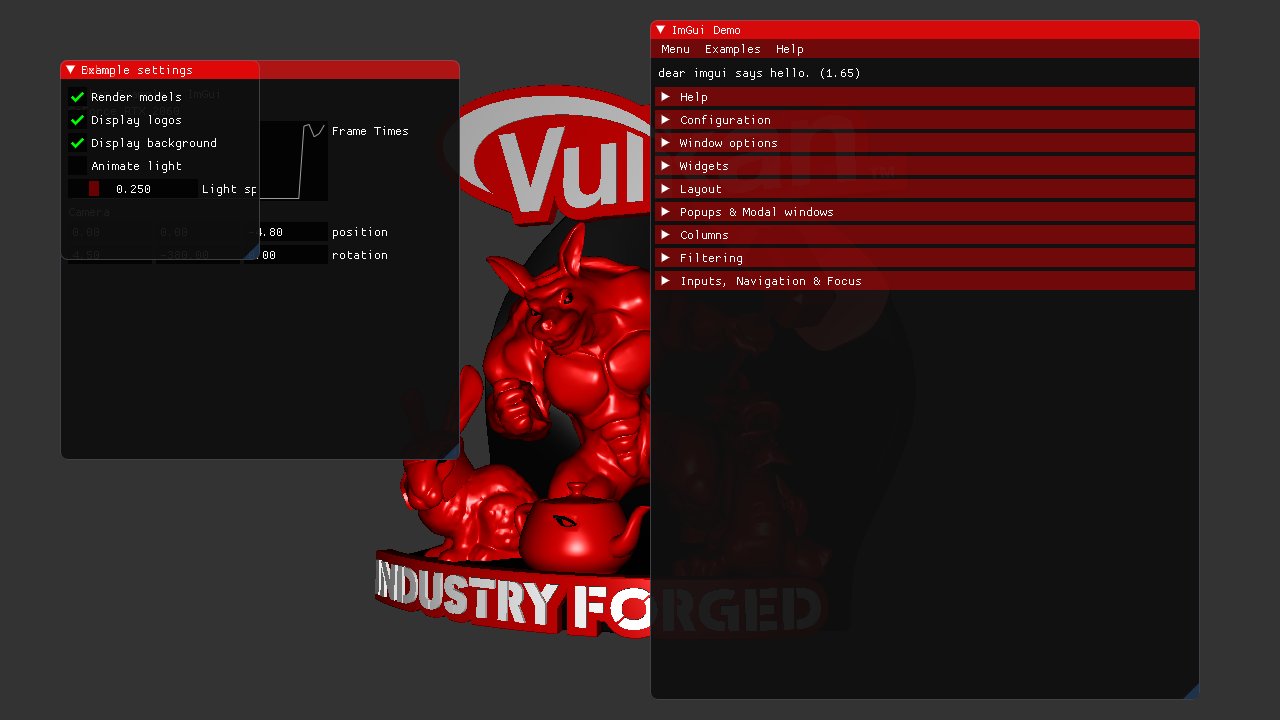 Example settings
Render models
Display logos
Display background
Animate light
0.250 Light sp
Frame Times
Camera
0.00 0.00 -4.80 position
4.50 -380.00 .00 rotation
ImGui Demo
Menu Examples Help
dear imgui says hello. (1.65)
Help
Configuration
Window options
Widgets
Layout
Popups & Modal windows
Columns
Filtering
Inputs, Navigation & Focus
Vulkan
TM
INDUSTRY FORGED